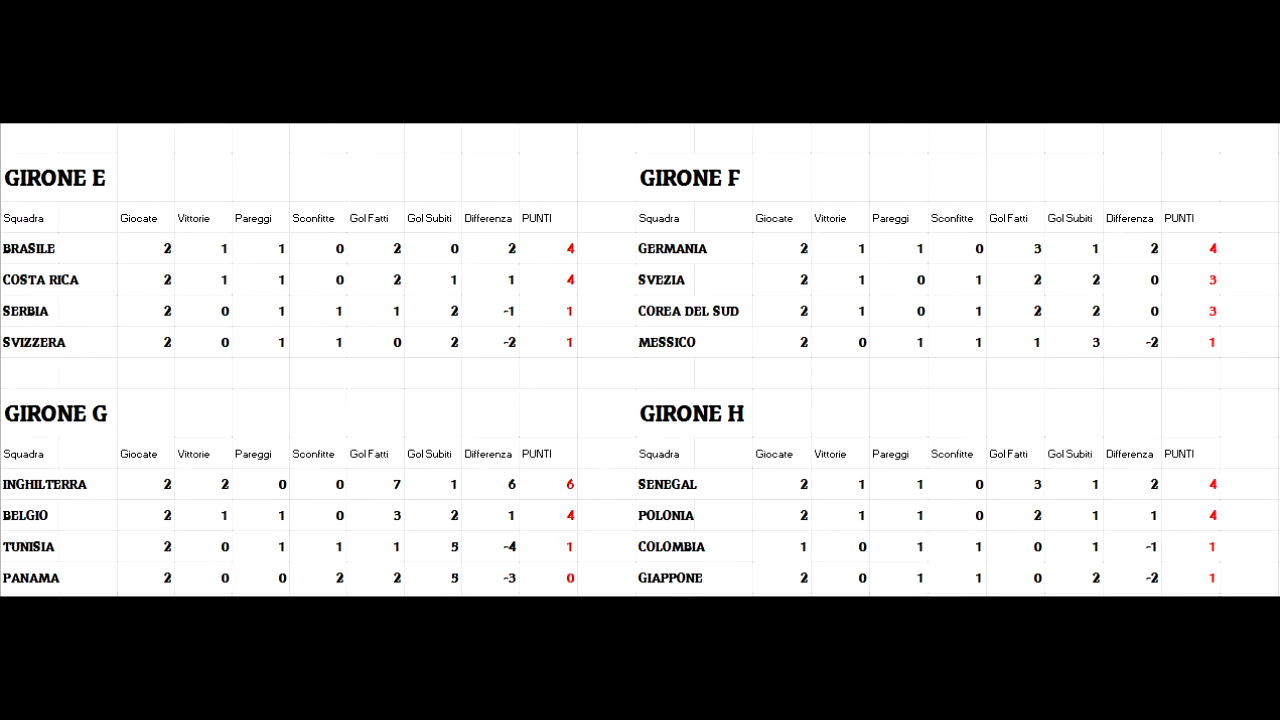 GIRONE E
Squadra Giocate Vittorie Pareggi Sconfitte Gol Fatti Gol Subiti Differenza PUNTI
BRASILE 2 1 1 0 2 0 2 4
COSTA RICA 2 1 1 0 2 1 1 4
SERBIA 2 0 1 1 1 2 -1 1
SVIZZERA 2 0 1 1 0 2 -2 1
GIRONE F
Squadra Giocate Vittorie Pareggi Sconfitte Gol Fatti Gol Subiti Differenza PUNTI
GERMANIA 2 1 1 0 3 1 2 4
SVEZIA 2 1 0 1 2 2 0 3
COREA DEL SUD 2 1 0 1 2 2 0 3
MESSICO 2 0 1 1 1 3 -2 1
GIRONE G
Squadra Giocate Vittorie Pareggi Sconfitte Gol Fatti Gol Subiti Differenza PUNTI
INGHILTERRA 2 2 0 0 7 1 6 6
BELGIO 2 1 1 0 3 2 1 4
TUNISIA 2 0 1 1 1 5 -4 1
PANAMA 2 0 0 2 2 5 -3 0
GIRONE H
Squadra Giocate Vittorie Pareggi Sconfitte Gol Fatti Gol Subiti Differenza PUNTI
SENEGAL 2 1 1 0 3 1 2 4
POLONIA 2 1 1 0 2 1 1 4
COLOMBIA 1 0 1 1 0 1 -1 1
GIAPPONE 2 0 1 1 0 2 -2 1